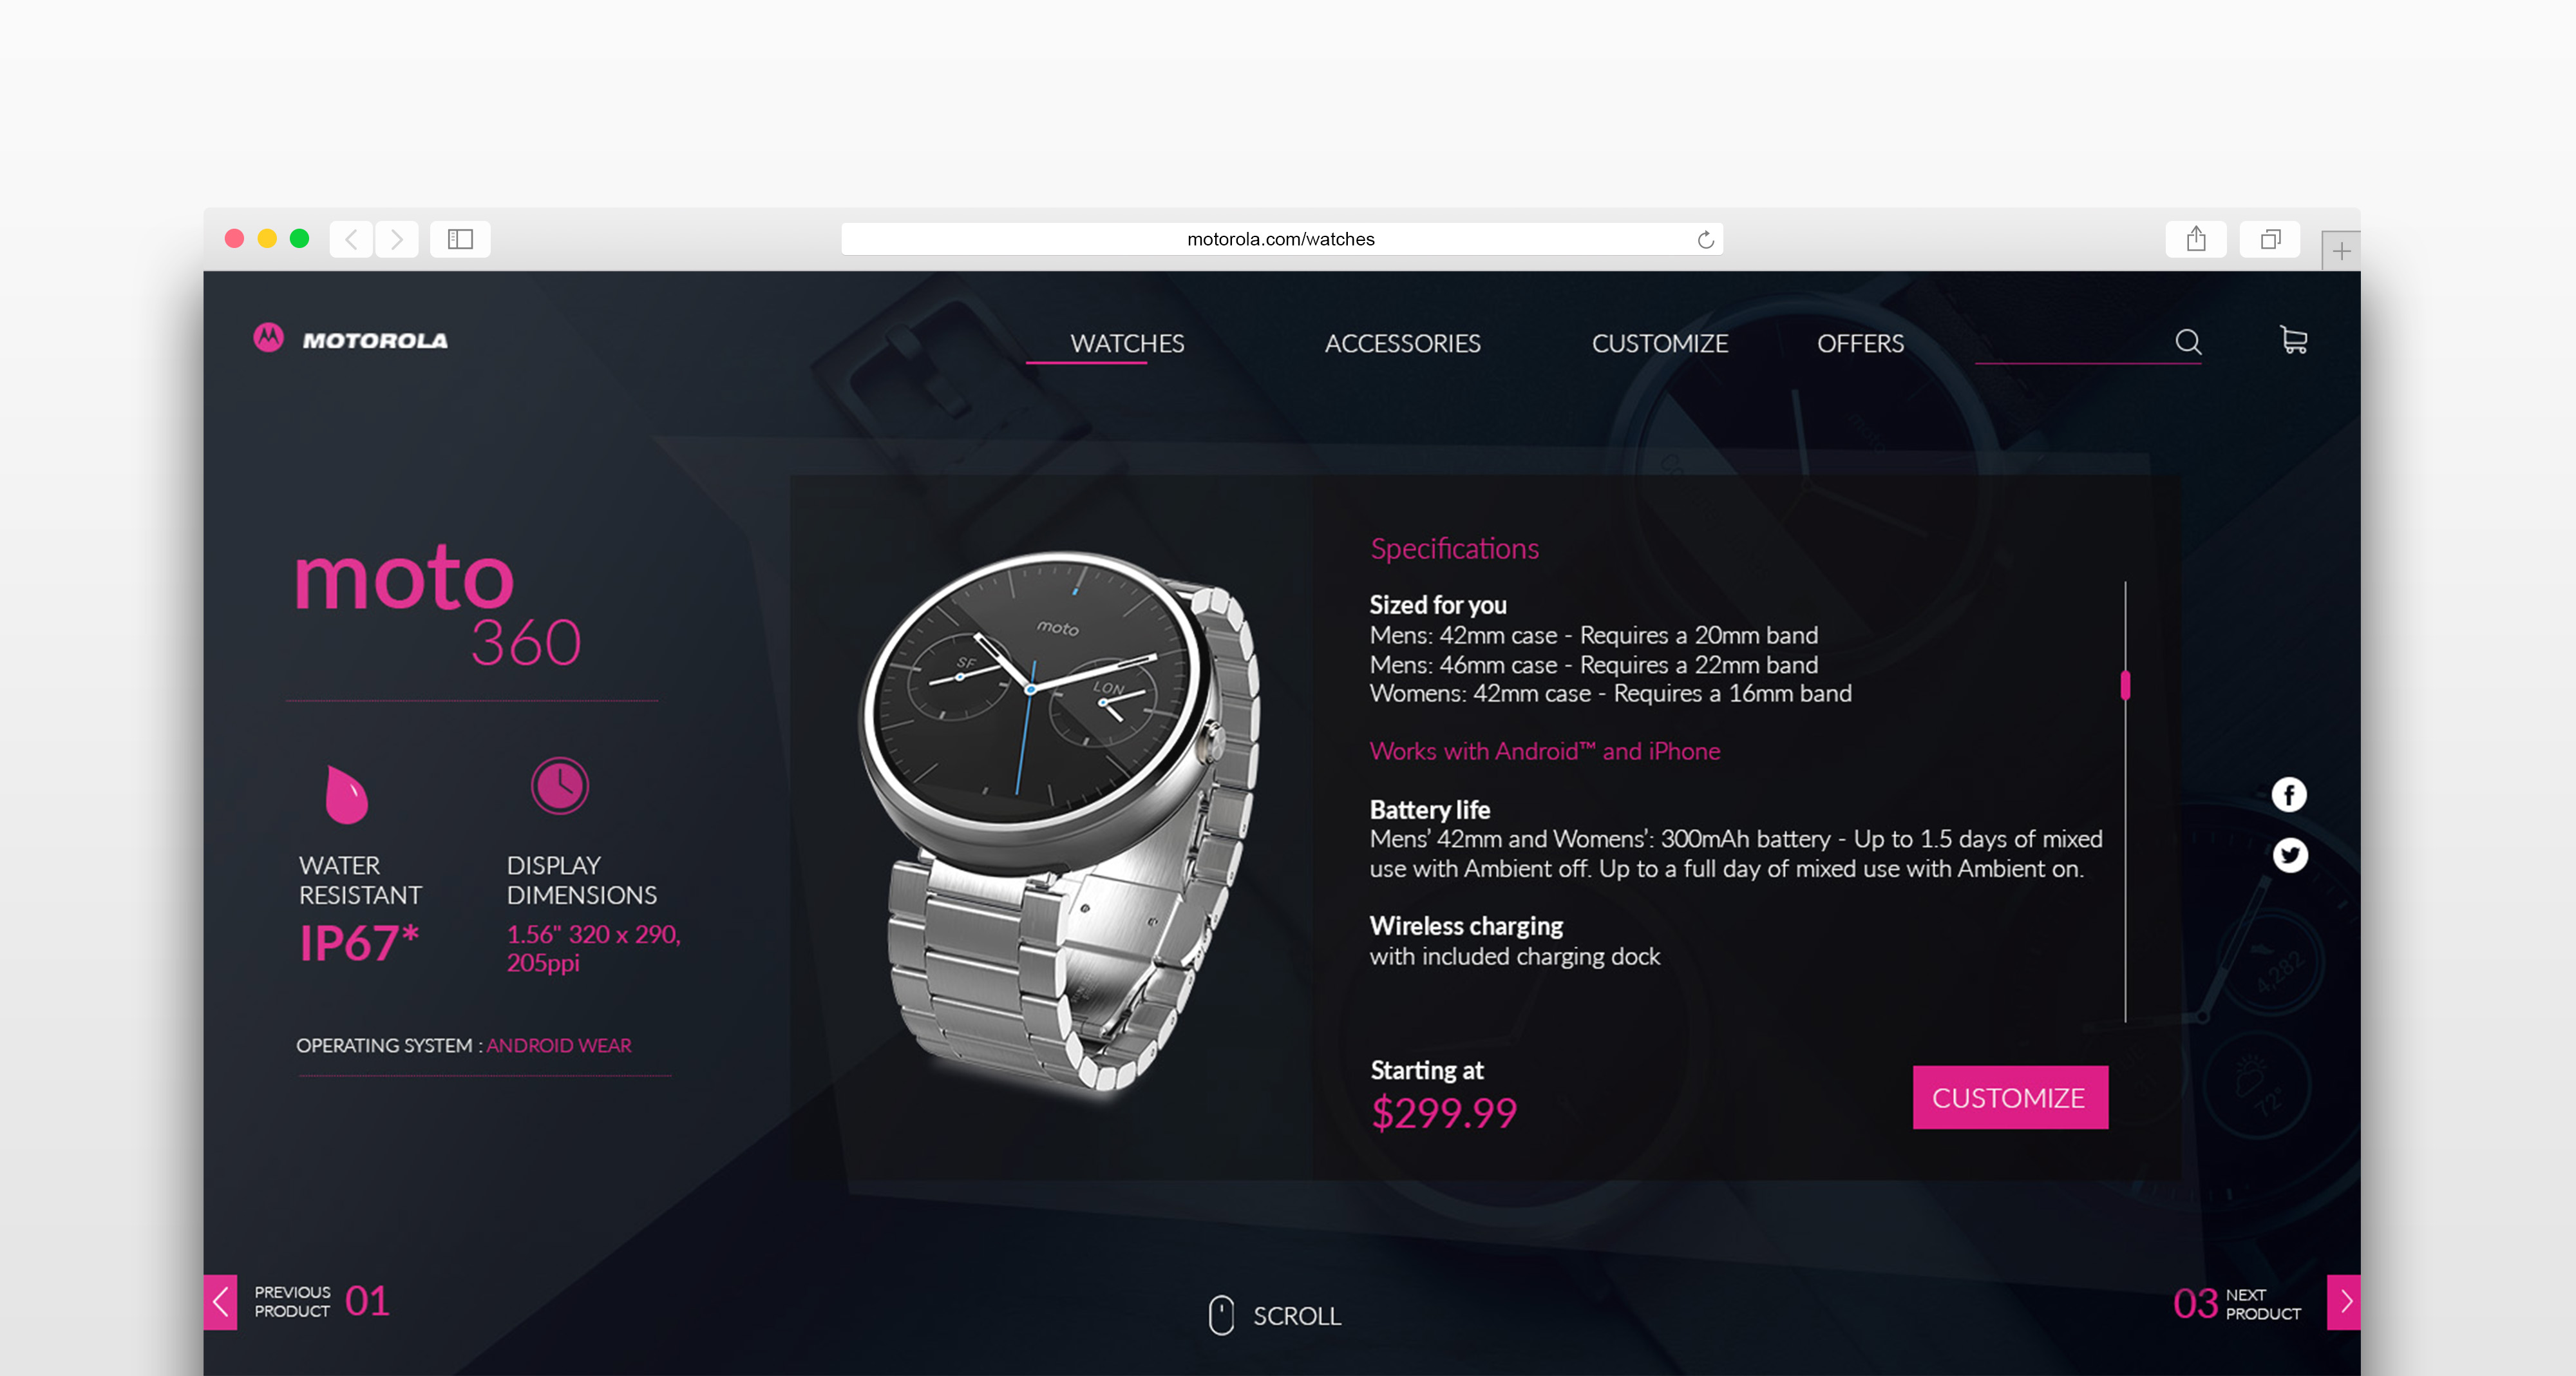 motorola.com/watches
MOTOROLA
WATCHES
ACCESSORIES
CUSTOMIZE
OFFERS
moto
360
WATER
RESISTANT
IP67*
DISPLAY
DIMENSIONS
1.56" 320 x 290,
205ppi
OPERATING SYSTEM : ANDROID WEAR
moto
SF
LON
Specifications
Sized for you
Mens: 42mm case - Requires a 20mm band
Mens: 46mm case - Requires a 22mm band
Womens: 42mm case - Requires a 16mm band
Works with Android™ and iPhone
Battery life
Mens' 42mm and Womens': 300mAh battery - Up to 1.5 days of mixed
use with Ambient off. Up to a full day of mixed use with Ambient on.
Wireless charging
with included charging dock
Starting at
$299.99
CUSTOMIZE
4,282
72°
PREVIOUS
PRODUCT
01
SCROLL
03
NEXT
PRODUCT